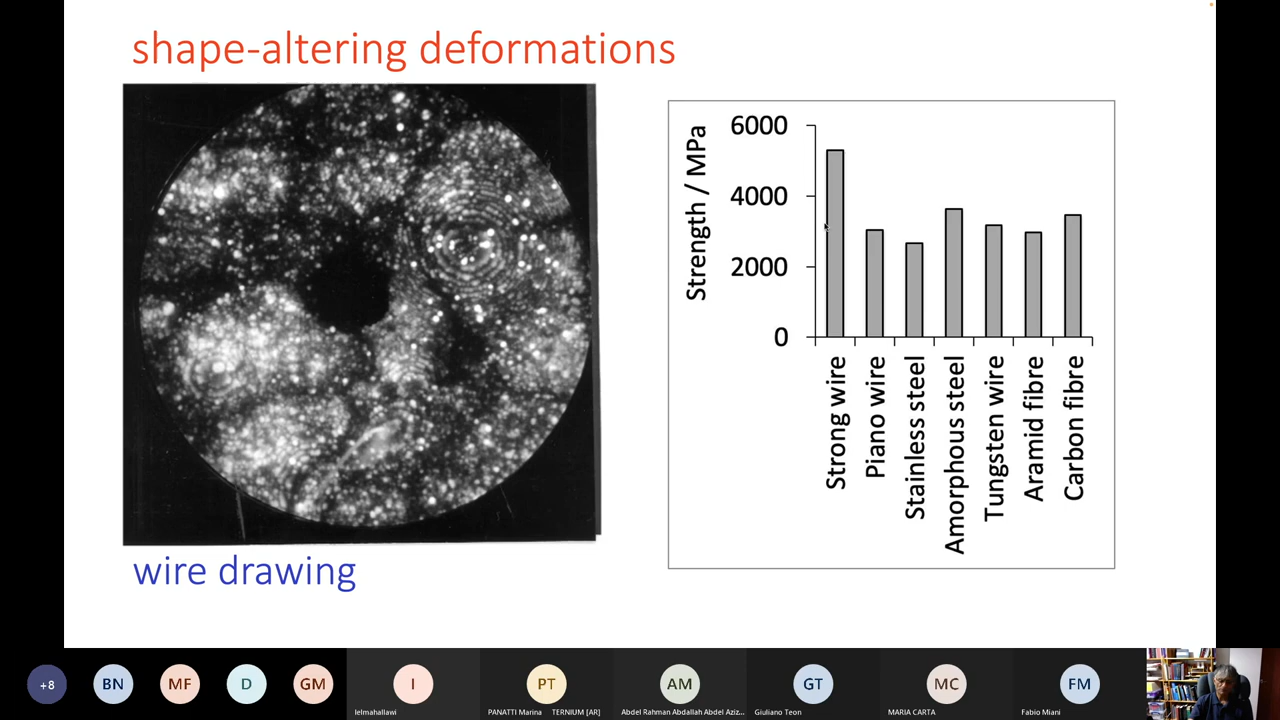 shape-altering deformations
Strength / MPa
6000
4000
2000
0
Strong wire
Piano wire
Stainless steel
Amorphous steel
Tungsten wire
Aramid fibre
Carbon fibre
wire drawing
+8
BN
MF
D
GM
I
lelmahallawi
PT
PANATTI Marina TERNIUM [AR]
AM
Abdel Rahman Abdallah Abdel Aziz...
GT
Giuliano Teon
MC
MARIA CARTA
FM
Fabio Miani